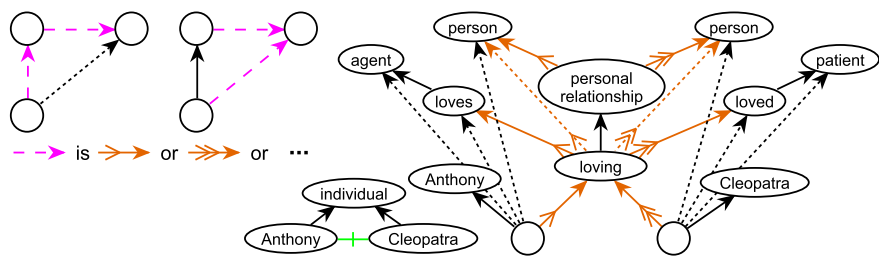 person
person
agent
patient
personal
relationship
loves
loved
is or or ...
loving
Anthony
Cleopatra
individual
Anthony
Cleopatra